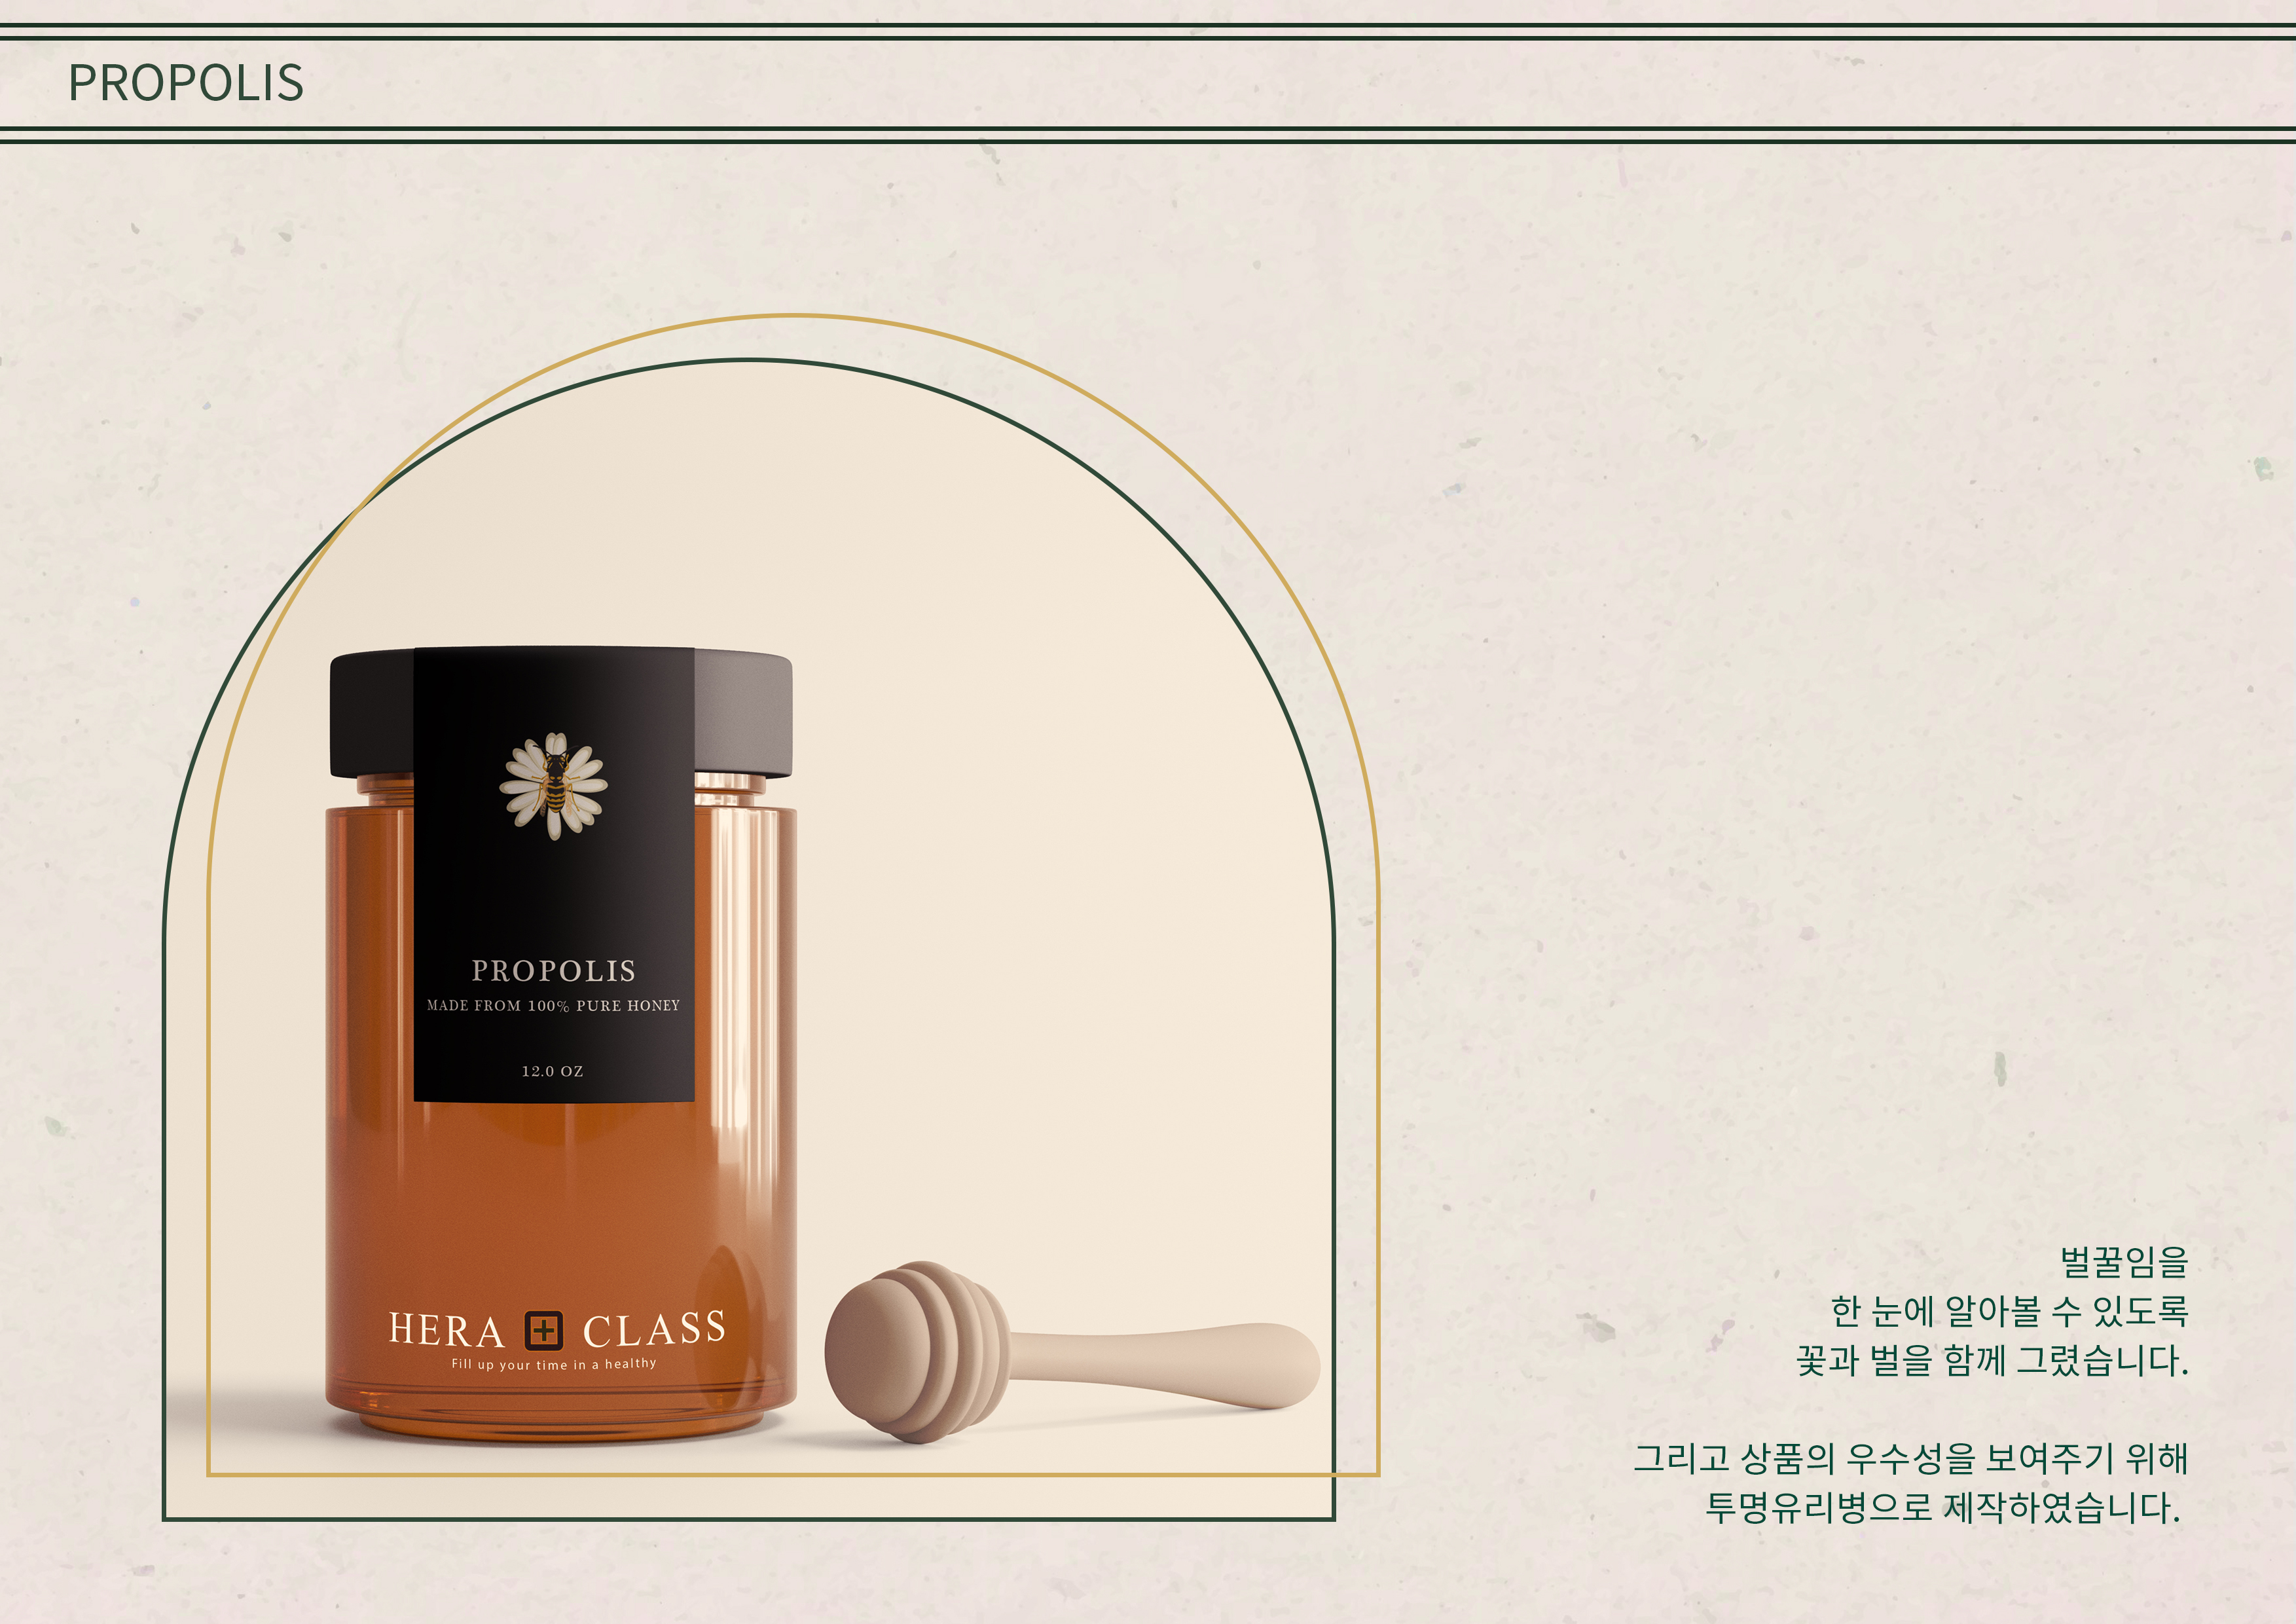 PROPOLIS
PROPOLIS
MADE FROM 100% PURE HONEY
12.0 OZ
HERA CLASS
Fill up your time in a healthy
벌꿀임을
한 눈에 알아볼 수 있도록
꽃과 벌을 함께 그렸습니다.
그리고 상품의 우수성을 보여주기 위해
투명유리병으로 제작하였습니다.